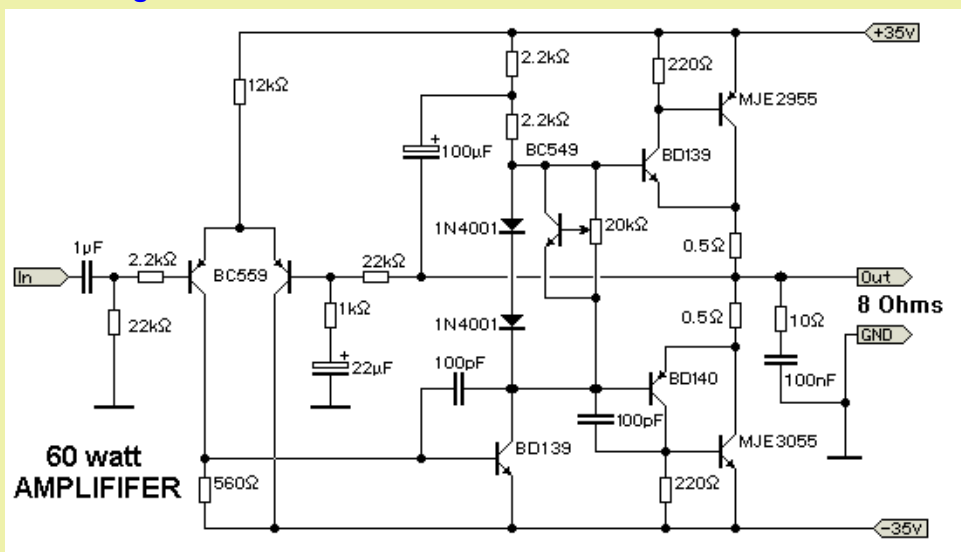 +35v
2.2kΩ
220Ω
12kΩ
MJE2955
2.2kΩ
100µF
+
BC549
BD139
1N4001
20kΩ
1µF
0.5Ω
In
2.2kΩ
BC559
22kΩ
Out
8 Ohms
22kΩ
1kΩ
1N4001
0.5Ω
10Ω
GND
+
22µF
100pF
BD140
100nF
100pF
BD139
MJE3055
60 watt
AMPLIFIFER
560Ω
220Ω
-35v